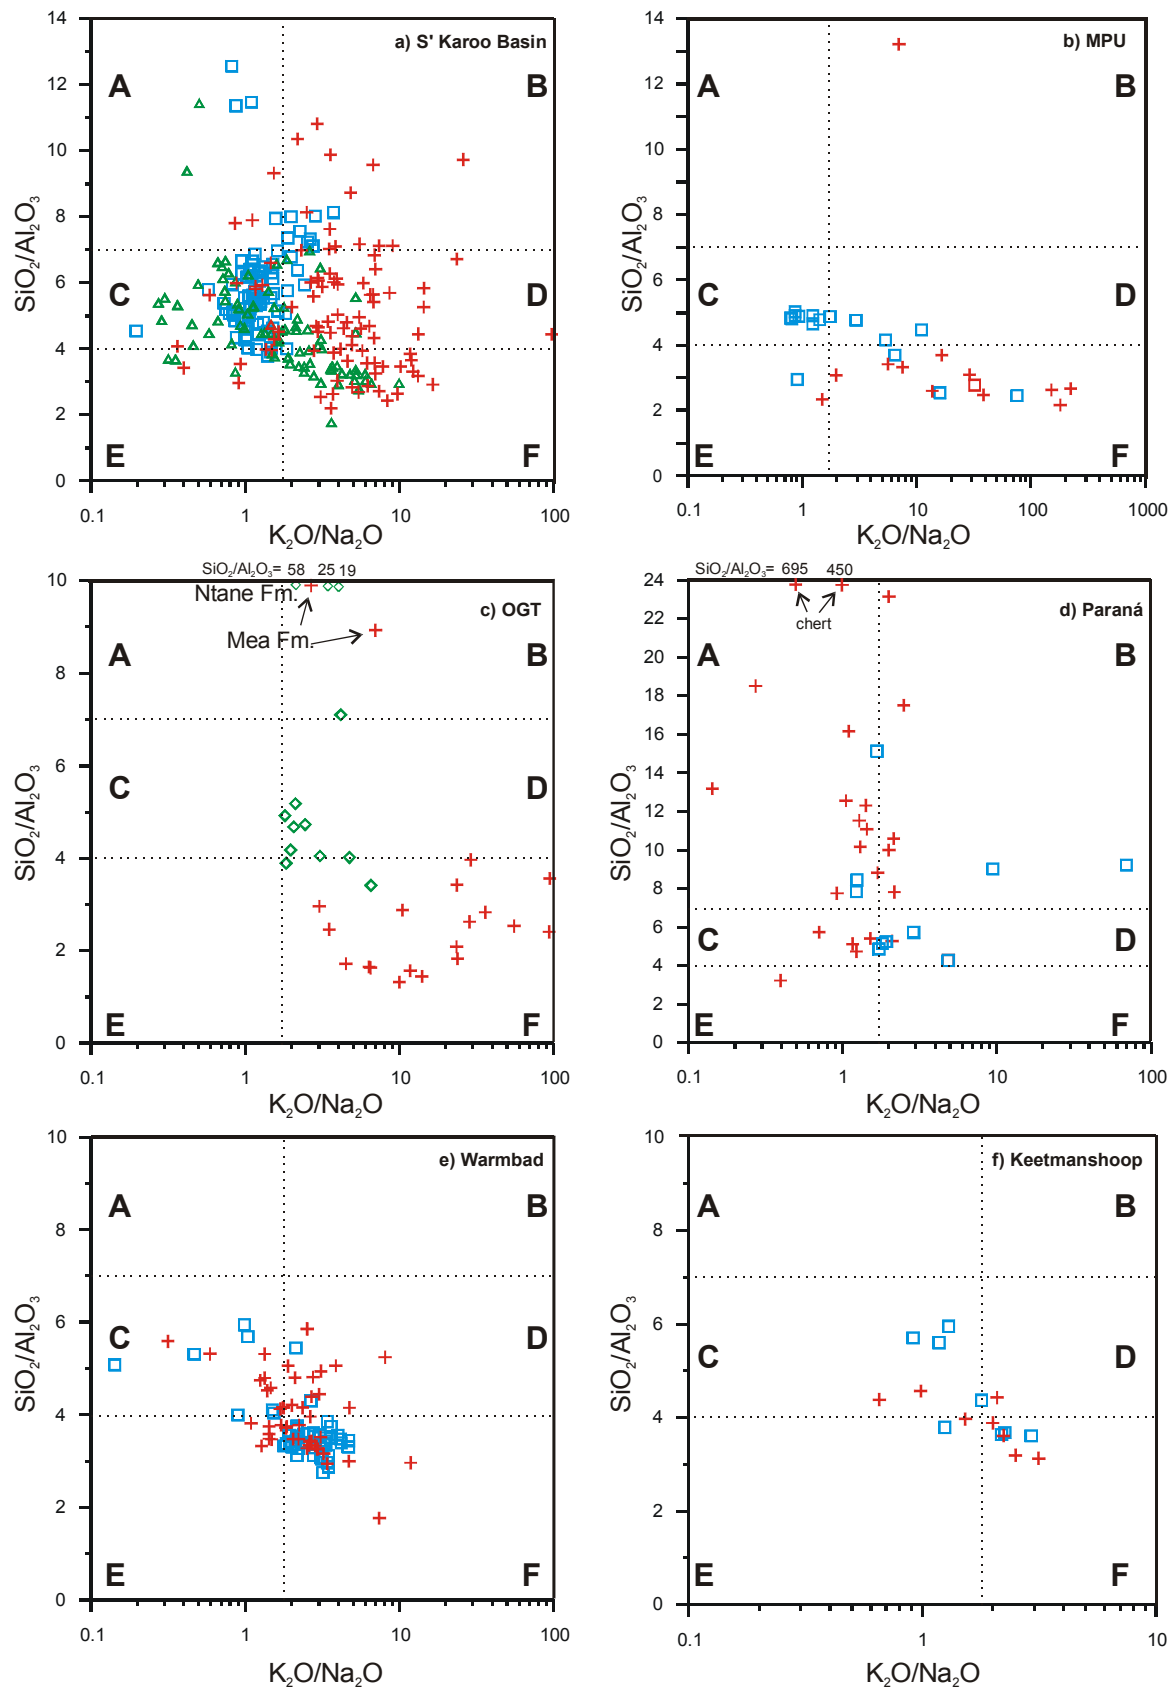 a) S' Karoo Basin
A
B
C
D
E
F
14
12
10
8
6
4
2
0
0.1
1
10
100
SiO₂/Al₂O₃
K₂O/Na₂O
b) MPU
A
B
C
D
E
F
14
12
10
8
6
4
2
0
0.1
1
10
100
1000
SiO₂/Al₂O₃
K₂O/Na₂O
SiO₂/Al₂O₃= 58 25 19
Ntane Fm.
Mea Fm.
c) OGT
A
B
C
D
E
F
10
8
6
4
2
0
0.1
1
10
100
SiO₂/Al₂O₃
K₂O/Na₂O
SiO₂/Al₂O₃= 695 450
chert
d) Paraná
A
B
C
D
E
F
24
22
20
18
16
14
12
10
8
6
4
2
0
0.1
1
10
100
SiO₂/Al₂O₃
K₂O/Na₂O
e) Warmbad
A
B
C
D
E
F
10
8
6
4
2
0
0.1
1
10
100
SiO₂/Al₂O₃
K₂O/Na₂O
f) Keetmanshoop
A
B
C
D
E
F
10
8
6
4
2
0
0.1
1
10
SiO₂/Al₂O₃
K₂O/Na₂O